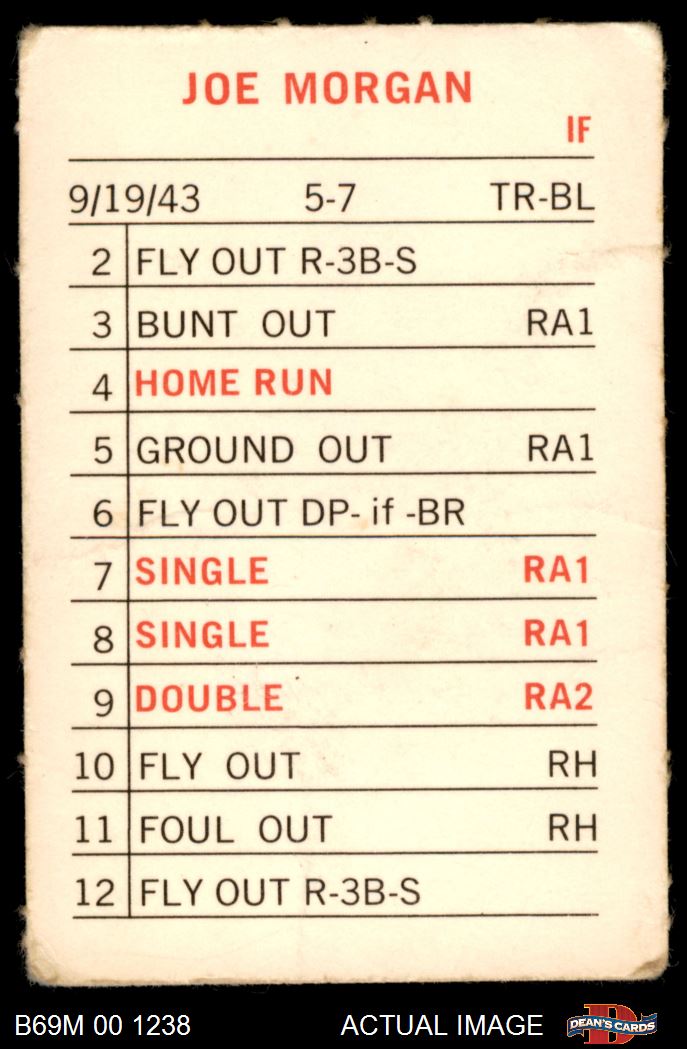 JOE MORGAN
IF
9/19/43 5-7 TR-BL
2 FLY OUT R-3B-S
3 BUNT OUT RA1
4 HOME RUN
5 GROUND OUT RA1
6 FLY OUT DP- if -BR
7 SINGLE RA1
8 SINGLE RA1
9 DOUBLE RA2
10 FLY OUT RH
11 FOUL OUT RH
12 FLY OUT R-3B-S
B69M 00 1238 ACTUAL IMAGE D DEAN'S CARDS